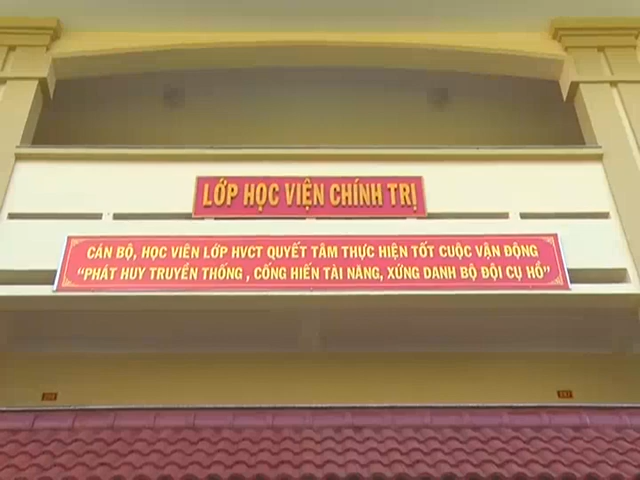 LỚP HỌC VIỆN CHÍNH TRỊ
CÁN BỘ, HỌC VIÊN LỚP HVCT QUYẾT TÂM THỰC HIỆN TỐT CUỘC VẬN ĐỘNG
"PHÁT HUY TRUYỀN THỐNG , CỐNG HIẾN TÀI NĂNG, XỨNG DANH BỘ ĐỘI CỤ HỒ"